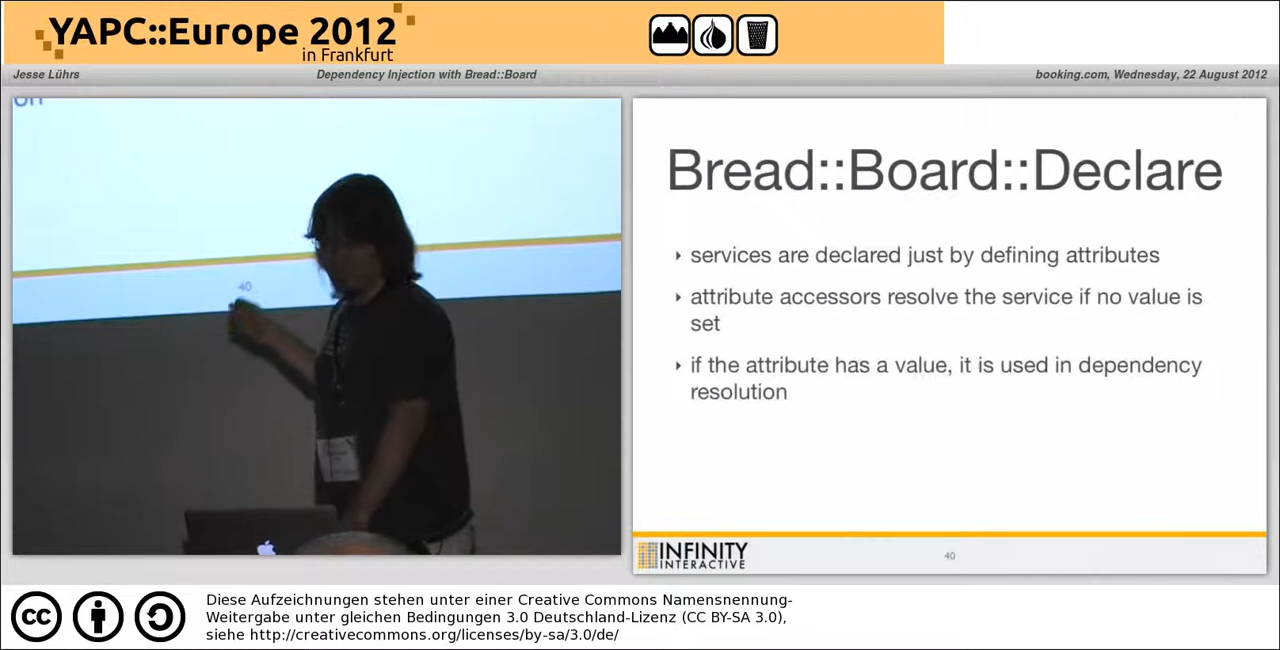 YAPC::Europe 2012
in Frankfurt
Jesse Lührs
Dependency Injection with Bread::Board
booking.com, Wednesday, 22 August 2012
40
Bread::Board::Declare
services are declared just by defining attributes
attribute accessors resolve the service if no value is
set
if the attribute has a value, it is used in dependency
resolution
INFINITY
INTERACTIVE
40
cc
Diese Aufzeichnungen stehen unter einer Creative Commons Namensnennung-
Weitergabe unter gleichen Bedingungen 3.0 Deutschland-Lizenz (CC BY-SA 3.0),
siehe http://creativecommons.org/licenses/by-sa/3.0/de/